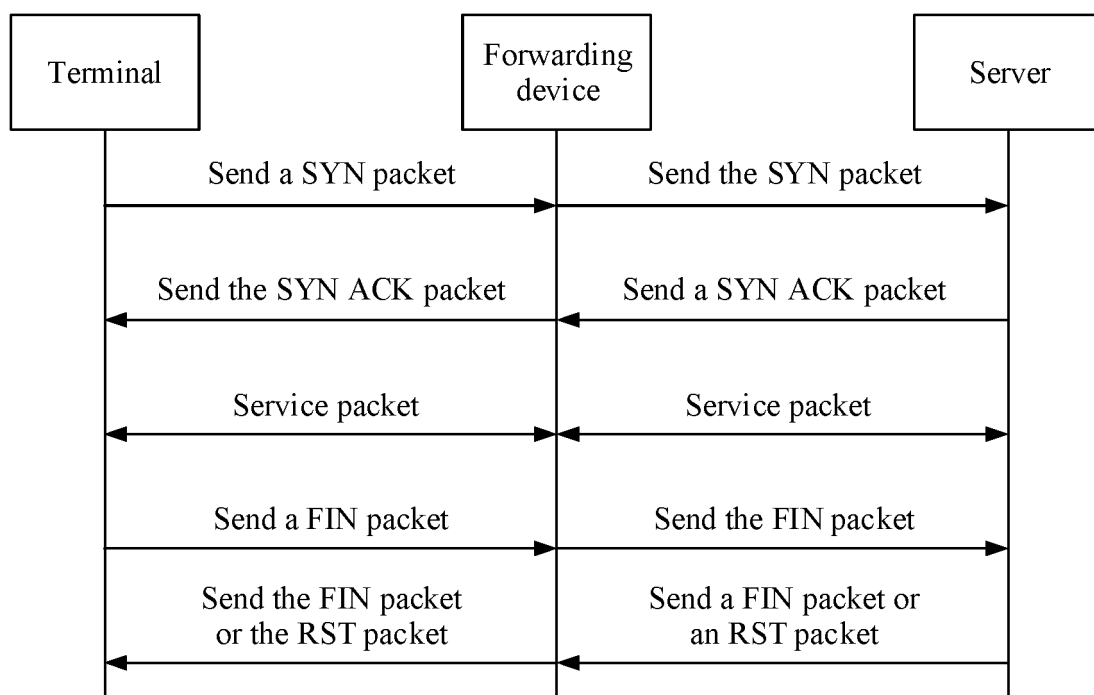 Terminal
Forwarding
device
Server
Send a SYN packet
Send the SYN packet
Send the SYN ACK packet
Send a SYN ACK packet
Service packet
Service packet
Send a FIN packet
Send the FIN packet
Send the FIN packet
or the RST packet
Send a FIN packet or
an RST packet